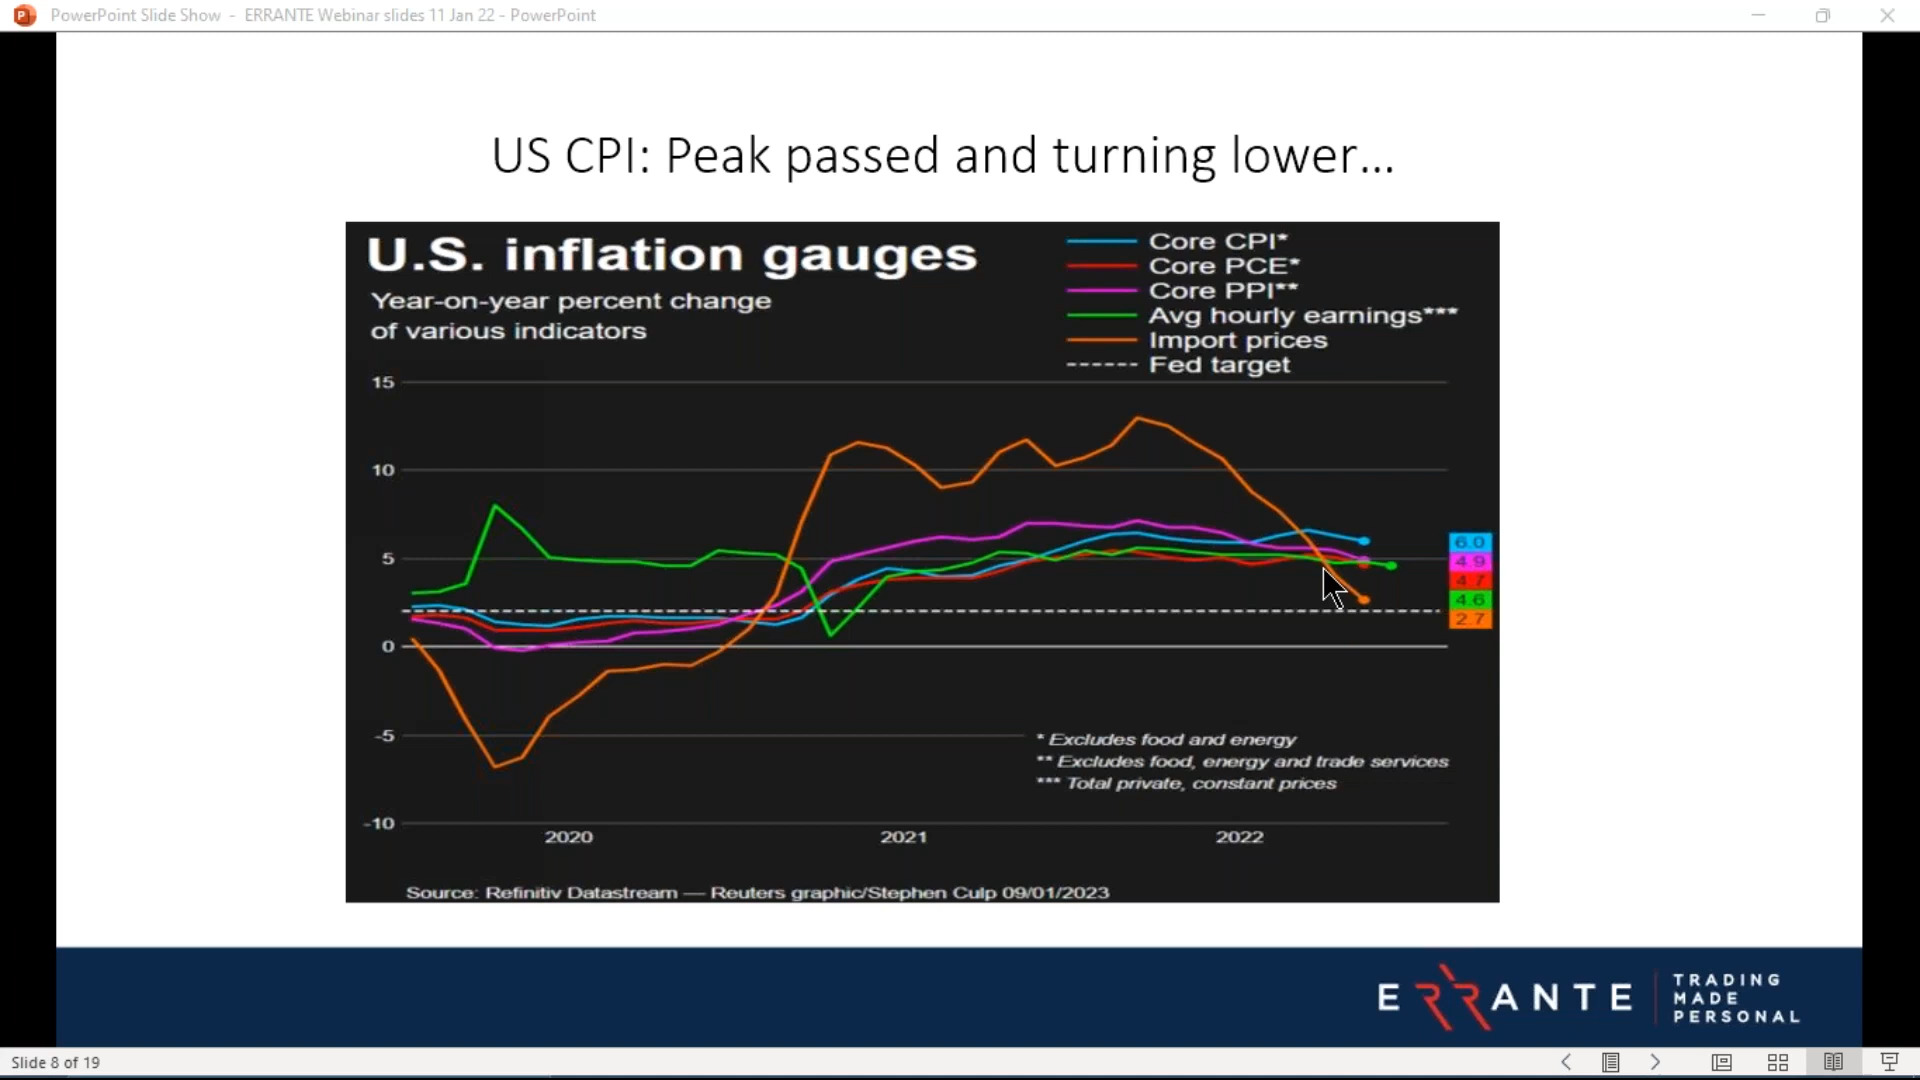 PowerPoint Slide Show - ERRANTE Webinar slides 11 Jan 22 - PowerPoint
US CPI: Peak passed and turning lower...
U.S. inflation gauges
Year-on-year percent change
of various indicators
Core CPI*
Core PCE*
Core PPI**
Avg hourly earnings***
Import prices
Fed target
15
10
5
0
-5
-10
6.0
4.9
4.7
4.6
2.7
* Excludes food and energy
** Excludes food, energy and trade services
*** Total private, constant prices
2020 2021 2022
Source: Refinitiv Datastream — Reuters graphic/Stephen Culp 09/01/2023
ERRANTE
TRADING
MADE
PERSONAL
Slide 8 of 19